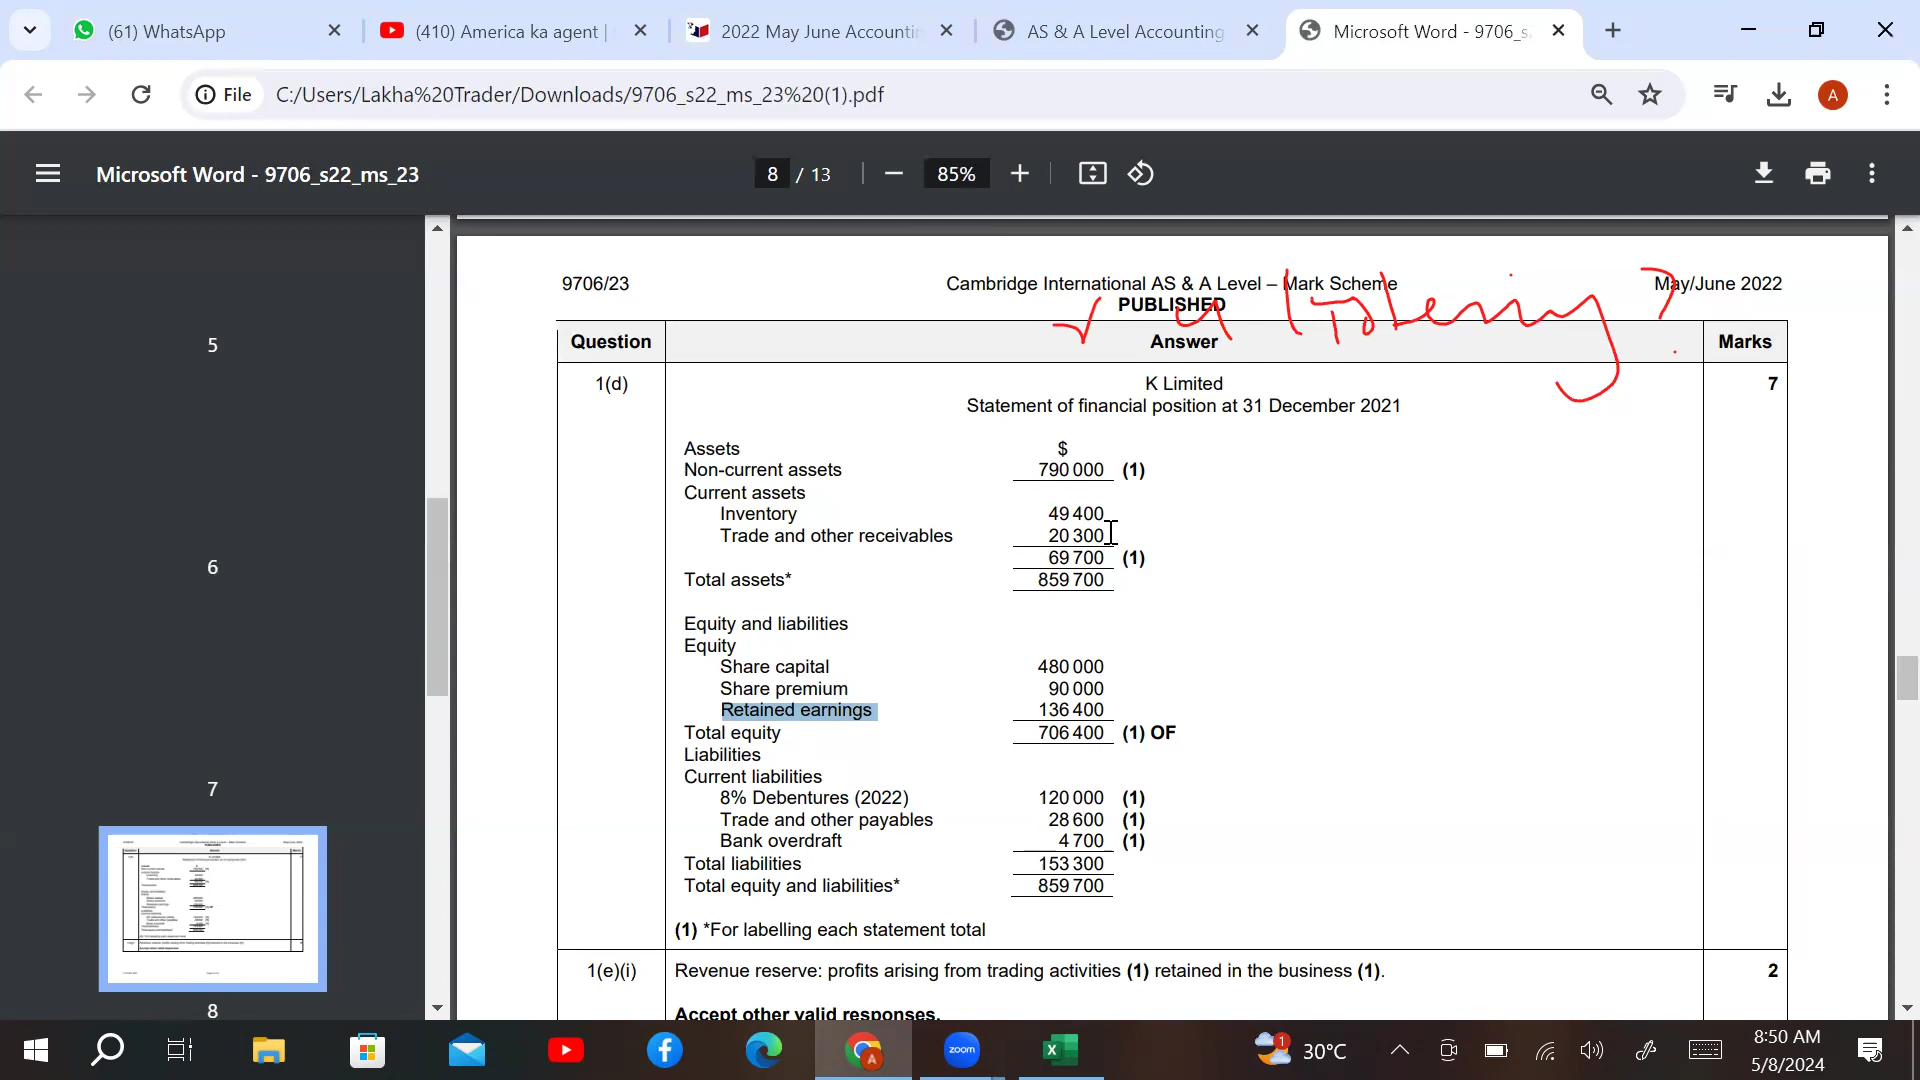 (61) WhatsApp
(410) America ka agent |
2022 May June Accountin
AS & A Level Accounting
Microsoft Word - 9706_s
File
C:/Users/Lakha%20Trader/Downloads/9706_s22_ms_23%20(1).pdf
A
Microsoft Word - 9706_s22_ms_23
8 / 13
85%
5
6
7
8
9706/23
Cambridge International AS & A Level – Mark Scheme
May/June 2022
PUBLISHED
Question
Answer
Marks
1(d)
K Limited
7
Statement of financial position at 31 December 2021
Assets $
Non-current assets 790 000 (1)
Current assets
Inventory 49 400
Trade and other receivables 20 300
69 700 (1)
Total assets* 859 700
Equity and liabilities
Equity
Share capital 480 000
Share premium 90 000
Retained earnings 136 400
Total equity 706 400 (1) OF
Liabilities
Current liabilities
8% Debentures (2022) 120 000 (1)
Trade and other payables 28 600 (1)
Bank overdraft 4 700 (1)
Total liabilities 153 300
Total equity and liabilities* 859 700
(1) *For labelling each statement total
1(e)(i)
Revenue reserve: profits arising from trading activities (1) retained in the business (1).
2
Accept other valid responses.
zoom
1
30°C
8:50 AM
5/8/2024